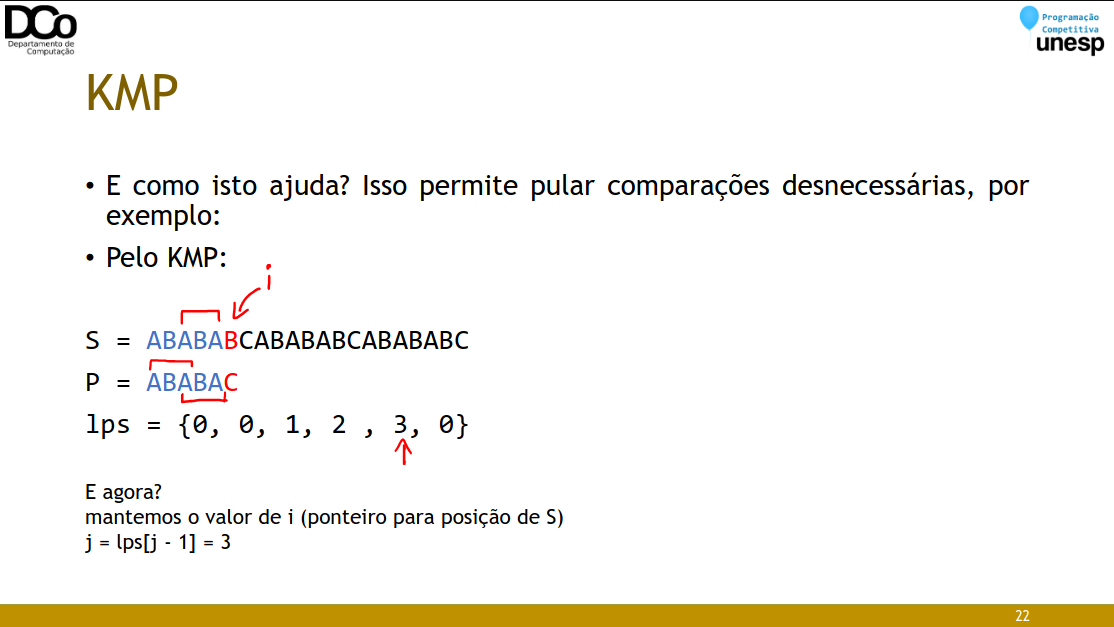 DCo
Departamento de
Computação
Programação
Competitiva
unesp
KMP
• E como isto ajuda? Isso permite pular comparações desnecessárias, por
exemplo:
• Pelo KMP:
i
S = ABABABCABABABCABABABC
P = ABABAC
lps = {0, 0, 1, 2 , 3, 0}
E agora?
mantemos o valor de i (ponteiro para posição de S)
j = lps[j - 1] = 3
22